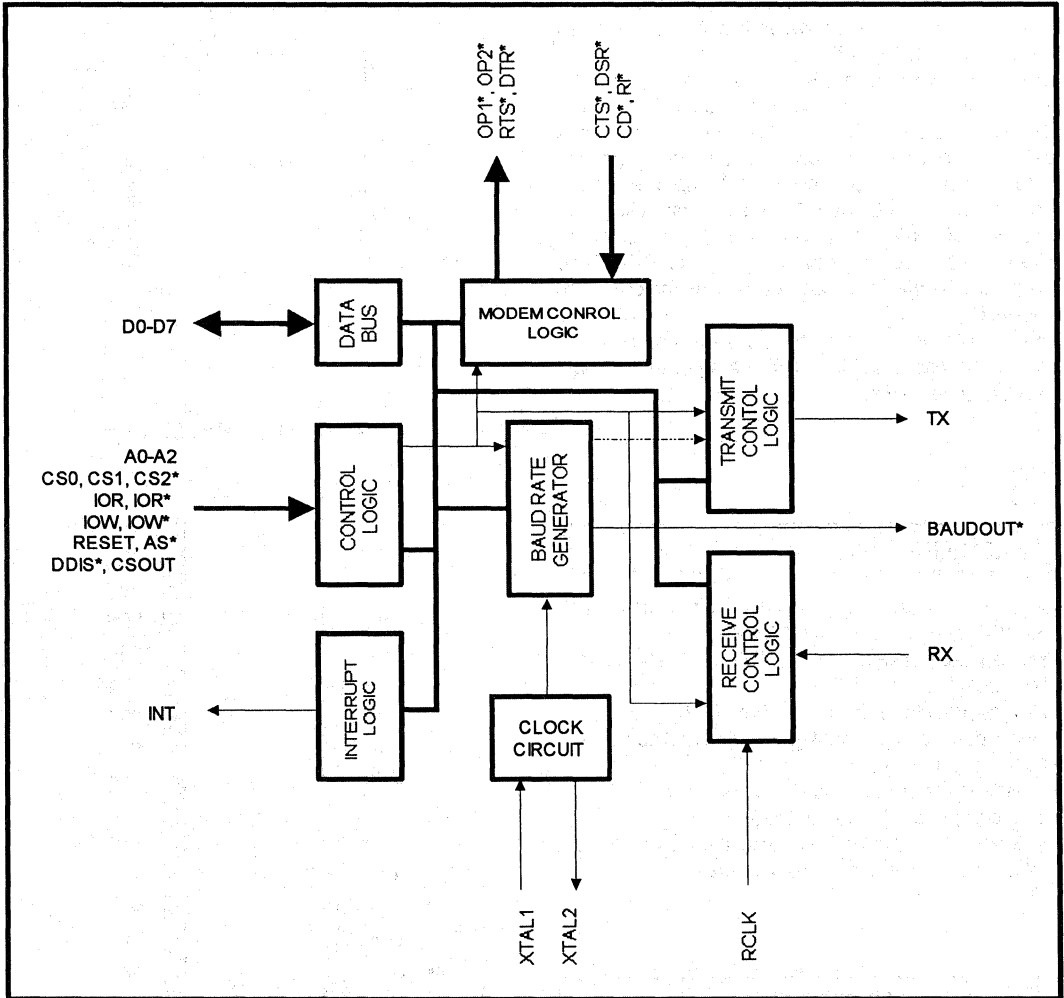 OP1*, OP2*
RTS*, DTR*
CTS*, DSR*
CD*, RI*
D0-D7
DATA
BUS
MODEM CONROL
LOGIC
TRANSMIT
CONTOL
LOGIC
TX
A0-A2
CS0, CS1, CS2*
IOR, IOR*
IOW, IOW*
RESET, AS*
DDIS*, CSOUT
CONTROL
LOGIC
BAUD RATE
GENERATOR
BAUDOUT*
RECEIVE
CONTROL
LOGIC
RX
INT
INTERRUPT
LOGIC
CLOCK
CIRCUIT
XTAL1
XTAL2
RCLK